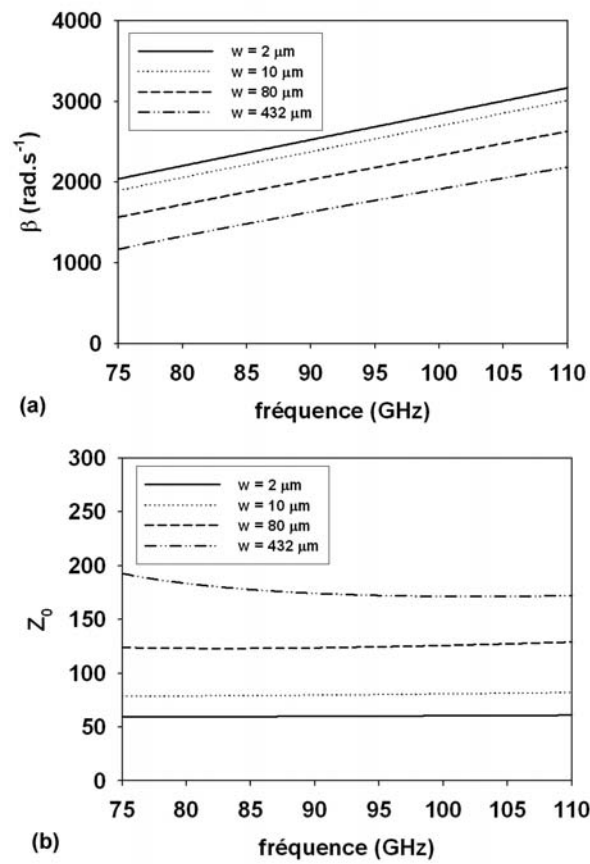 4000
3000
2000
1000
0
β (rad.s⁻¹)
w = 2 μm
w = 10 μm
w = 80 μm
w = 432 μm
75 80 85 90 95 100 105 110
(a)
fréquence (GHz)
300
250
200
150
100
50
0
Z₀
w = 2 μm
w = 10 μm
w = 80 μm
w = 432 μm
75 80 85 90 95 100 105 110
(b)
fréquence (GHz)